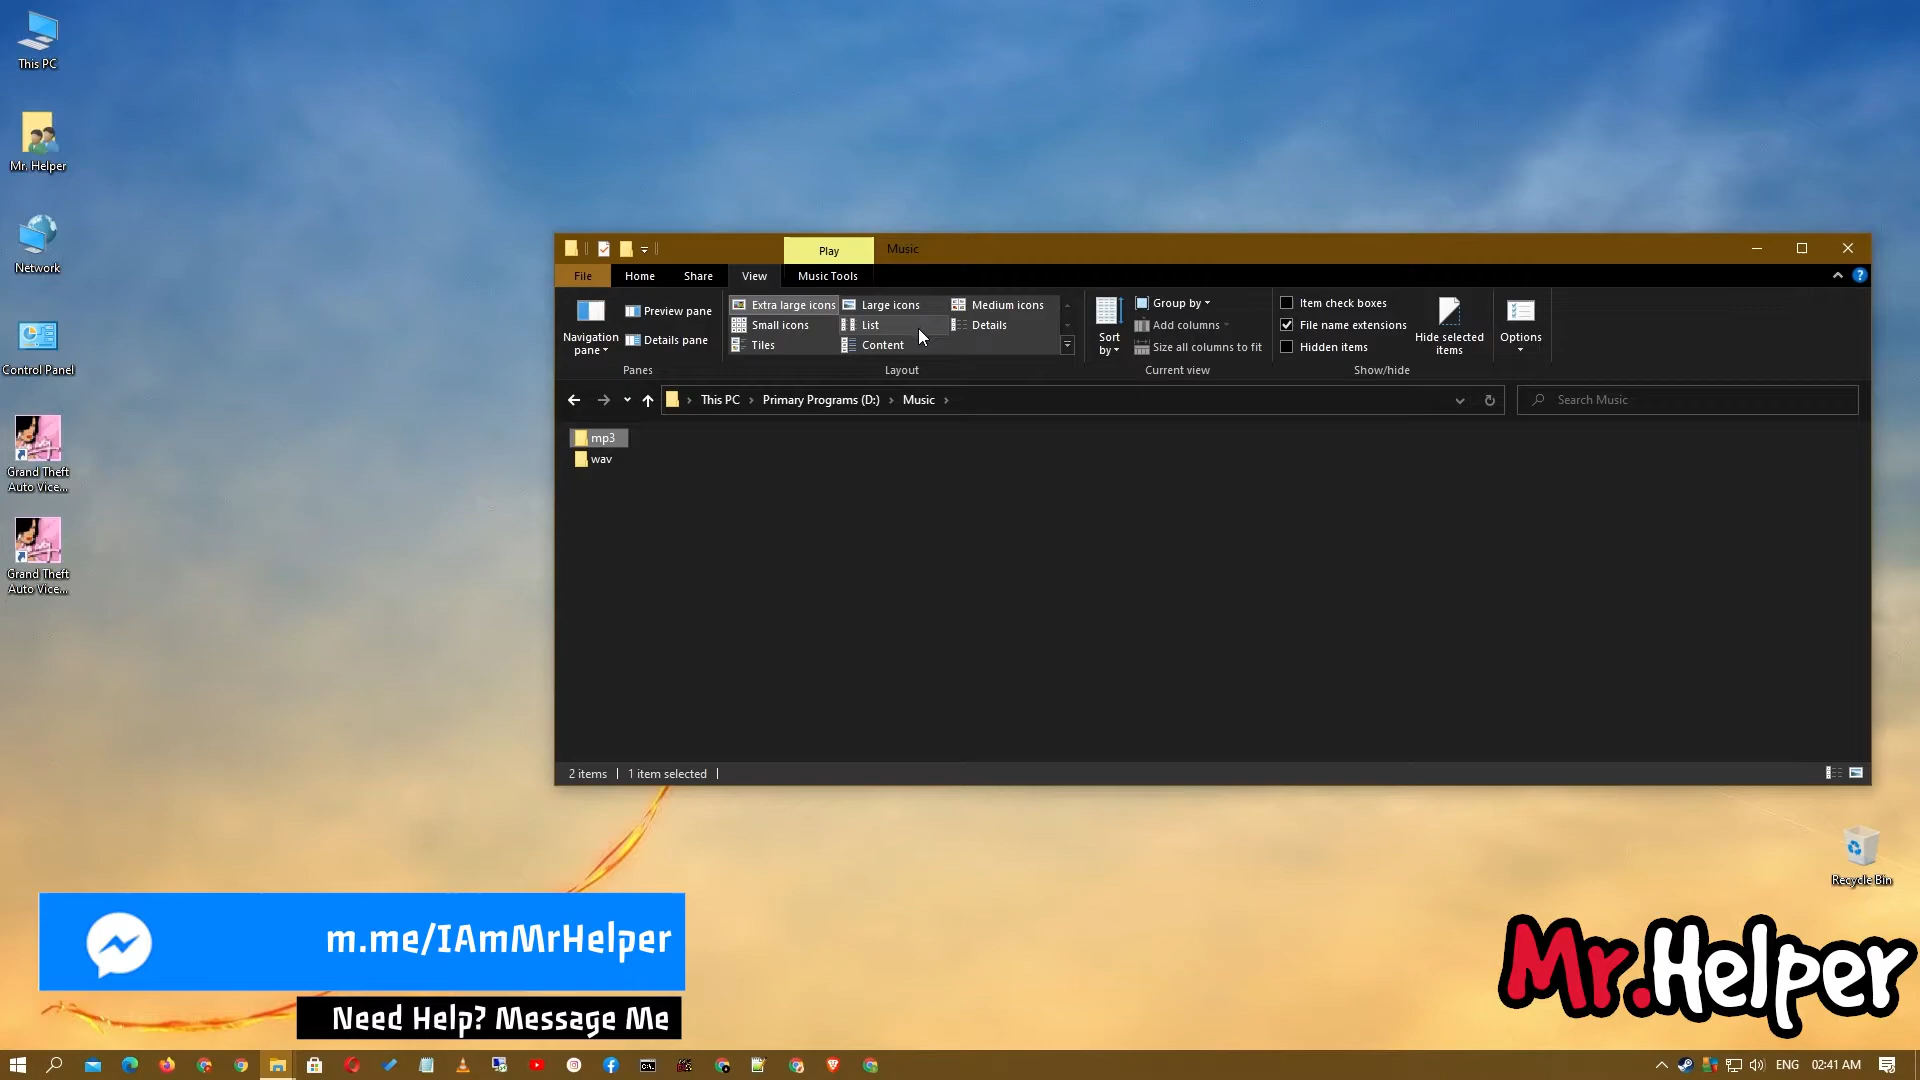 This PC
Mr. Helper
Network
Control Panel
Grand Theft
Auto Vice...
Grand Theft
Auto Vice...
Play
Music
File
Home
Share
View
Music Tools
Navigation
pane
Preview pane
Details pane
Panes
Extra large icons
Large icons
Medium icons
Small icons
List
Details
Tiles
Content
Layout
Sort
by
Group by
Add columns
Size all columns to fit
Current view
Item check boxes
File name extensions
Hidden items
Hide selected
items
Show/hide
Options
This PC > Primary Programs (D:) > Music >
Search Music
mp3
wav
2 items
1 item selected
Recycle Bin
m.me/IAmMrHelper
Need Help? Message Me
Mr.Helper
ENG
02:41 AM